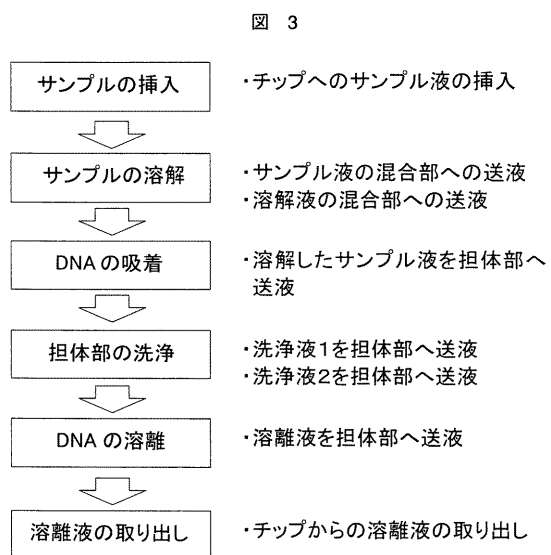 図 3
サンプルの挿入
・チップへのサンプル液の挿入
サンプルの溶解
・サンプル液の混合部への送液
・溶解液の混合部への送液
DNA の吸着
・溶解したサンプル液を担体部へ
送液
担体部の洗浄
・洗浄液1を担体部へ送液
・洗浄液2を担体部へ送液
DNA の溶離
・溶離液を担体部へ送液
溶離液の取り出し
・チップからの溶離液の取り出し